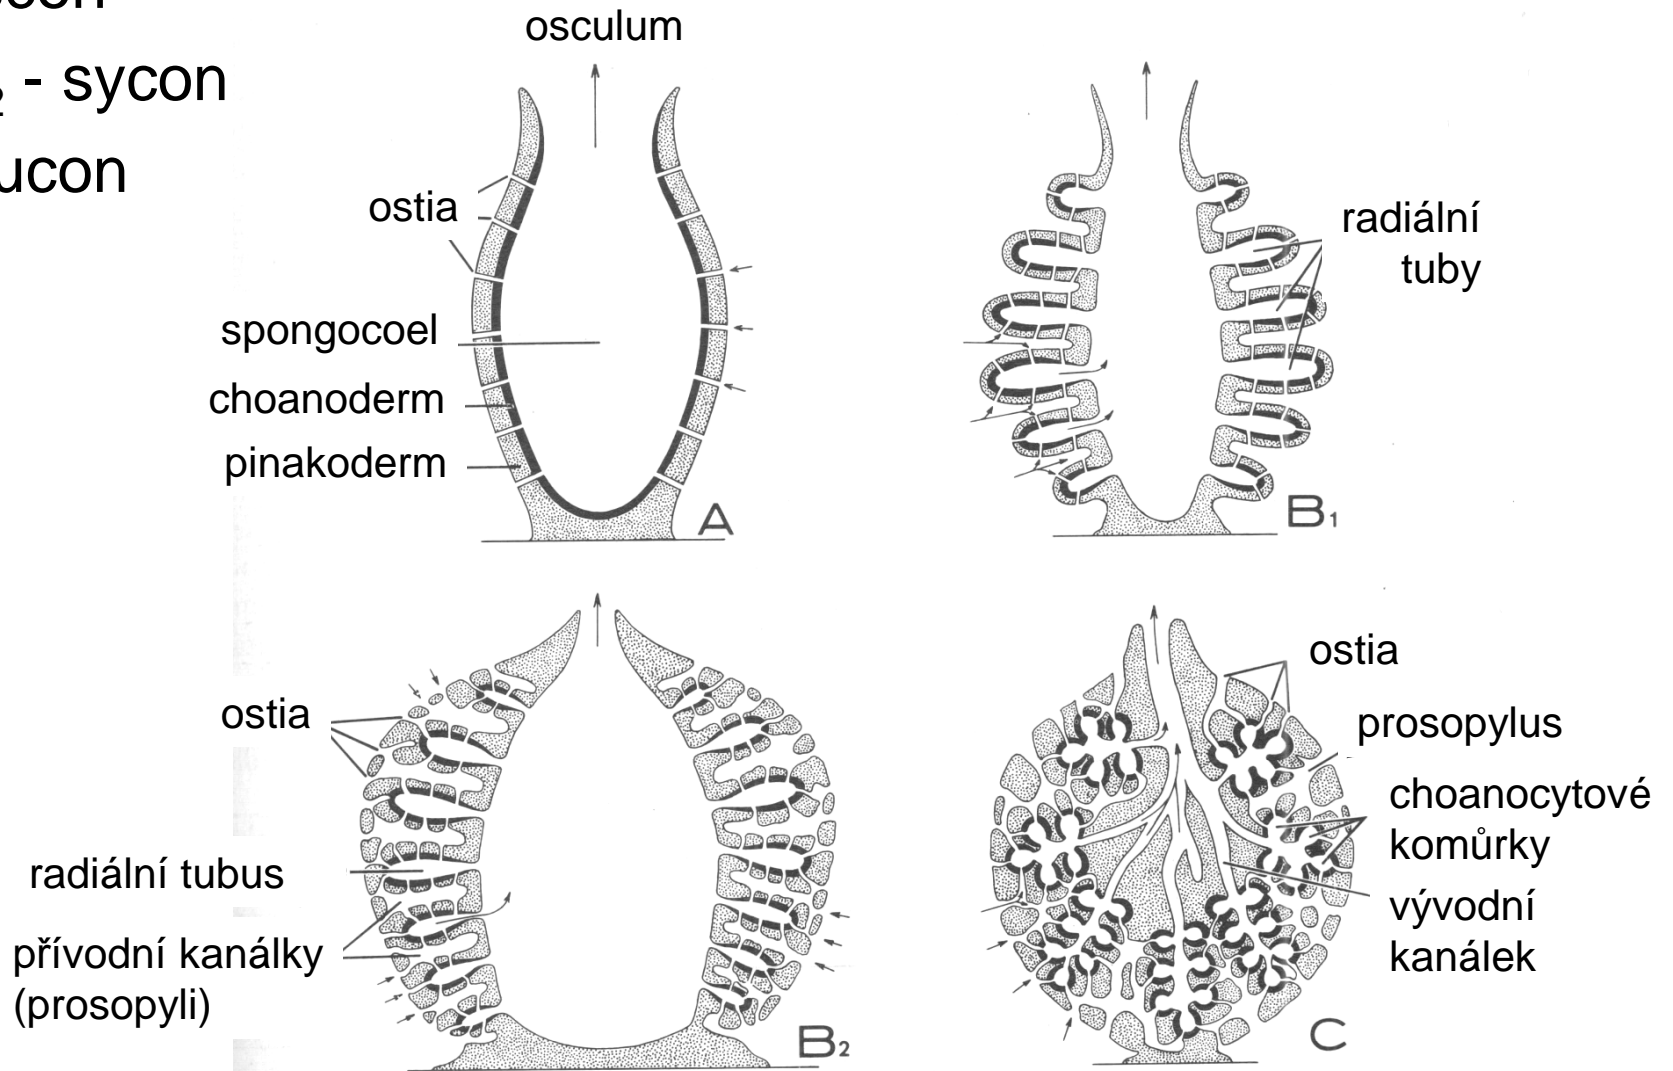 osculum
₂ - sycon
ucon
ostia
spongocoel
choanoderm
pinakoderm
A
radiální
tuby
B₁
ostia
radiální tubus
přívodní kanálky
(prosopyli)
B₂
ostia
prosopylus
choanocytové
komůrky
vývodní
kanálek
C